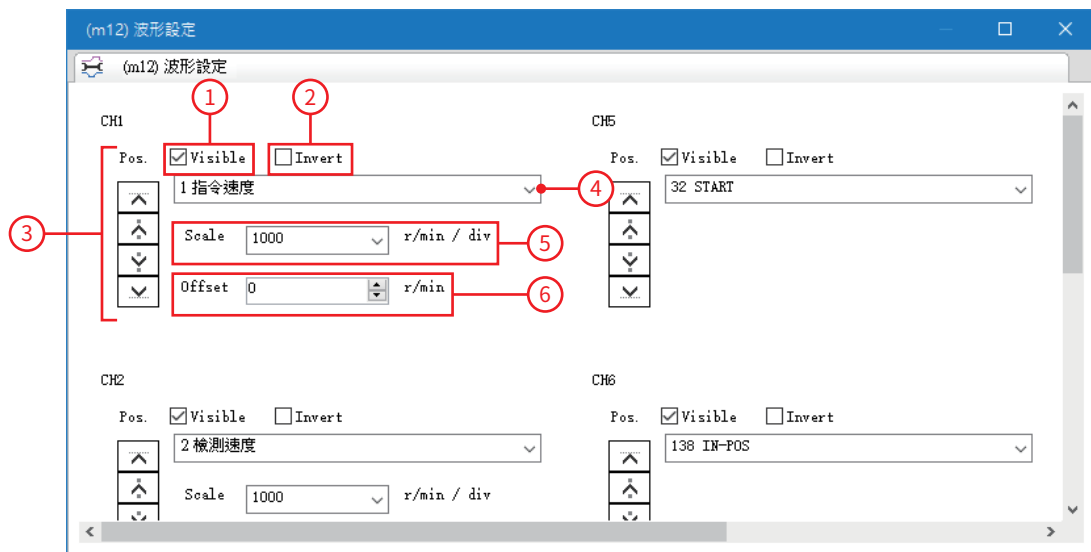 (m12) 波形設定
(m12) 波形設定
1 2
CH1 CH5
Pos. Visible Invert Pos. Visible Invert
1 指令速度 4 32 START
3 Scale 1000 r/min / div 5
Offset 0 r/min 6
CH2 CH6
Pos. Visible Invert Pos. Visible Invert
2 檢測速度 138 IN-POS
Scale 1000 r/min / div